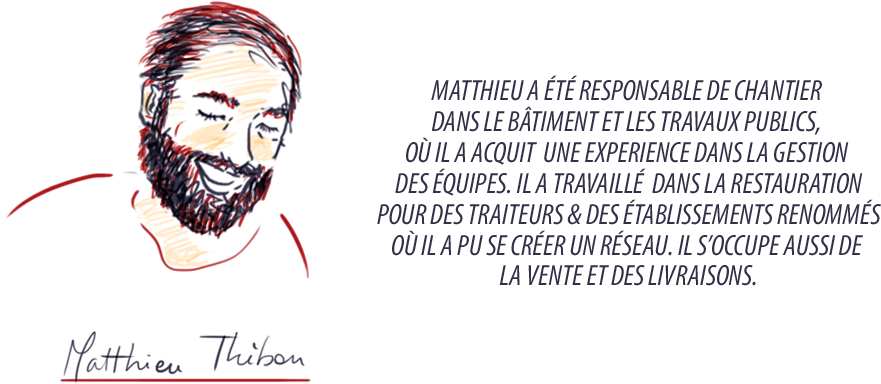 MATTHIEU A ÉTÉ RESPONSABLE DE CHANTIER
DANS LE BÂTIMENT ET LES TRAVAUX PUBLICS,
OÙ IL A ACQUIT UNE EXPERIENCE DANS LA GESTION
DES ÉQUIPES. IL A TRAVAILLÉ DANS LA RESTAURATION
POUR DES TRAITEURS & DES ÉTABLISSEMENTS RENOMMÉS
OÙ IL A PU SE CRÉER UN RÉSEAU. IL S'OCCUPE AUSSI DE
LA VENTE ET DES LIVRAISONS.
Matthieu Thibon